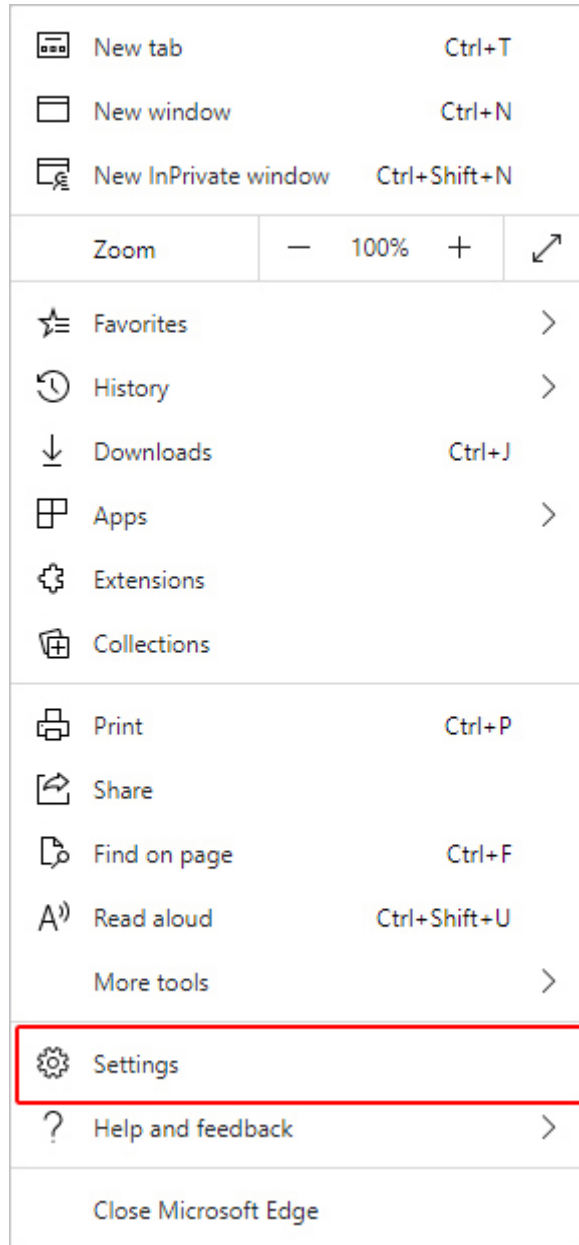 New tab Ctrl+T
New window Ctrl+N
New InPrivate window Ctrl+Shift+N
Zoom — 100% +
Favorites
History
Downloads Ctrl+J
Apps
Extensions
Collections
Print Ctrl+P
Share
Find on page Ctrl+F
Read aloud Ctrl+Shift+U
More tools
Settings
Help and feedback
Close Microsoft Edge